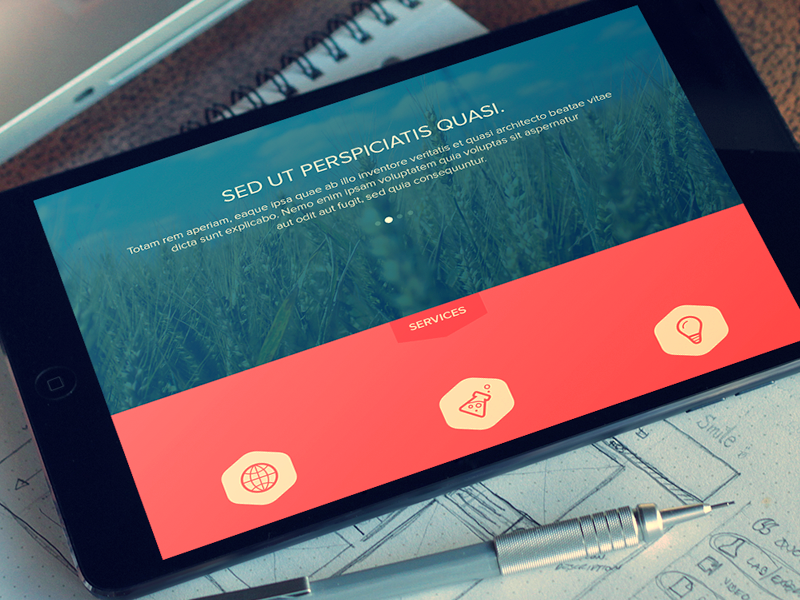 SED UT PERSPICIATIS QUASI.
Totam rem aperiam, eaque ipsa quae ab illo inventore veritatis et quasi architecto beatae vitae
dicta sunt explicabo. Nemo enim ipsam voluptatem quia voluptas sit aspernatur
aut odit aut fugit, sed quia consequuntur.
SERVICES
Smile :